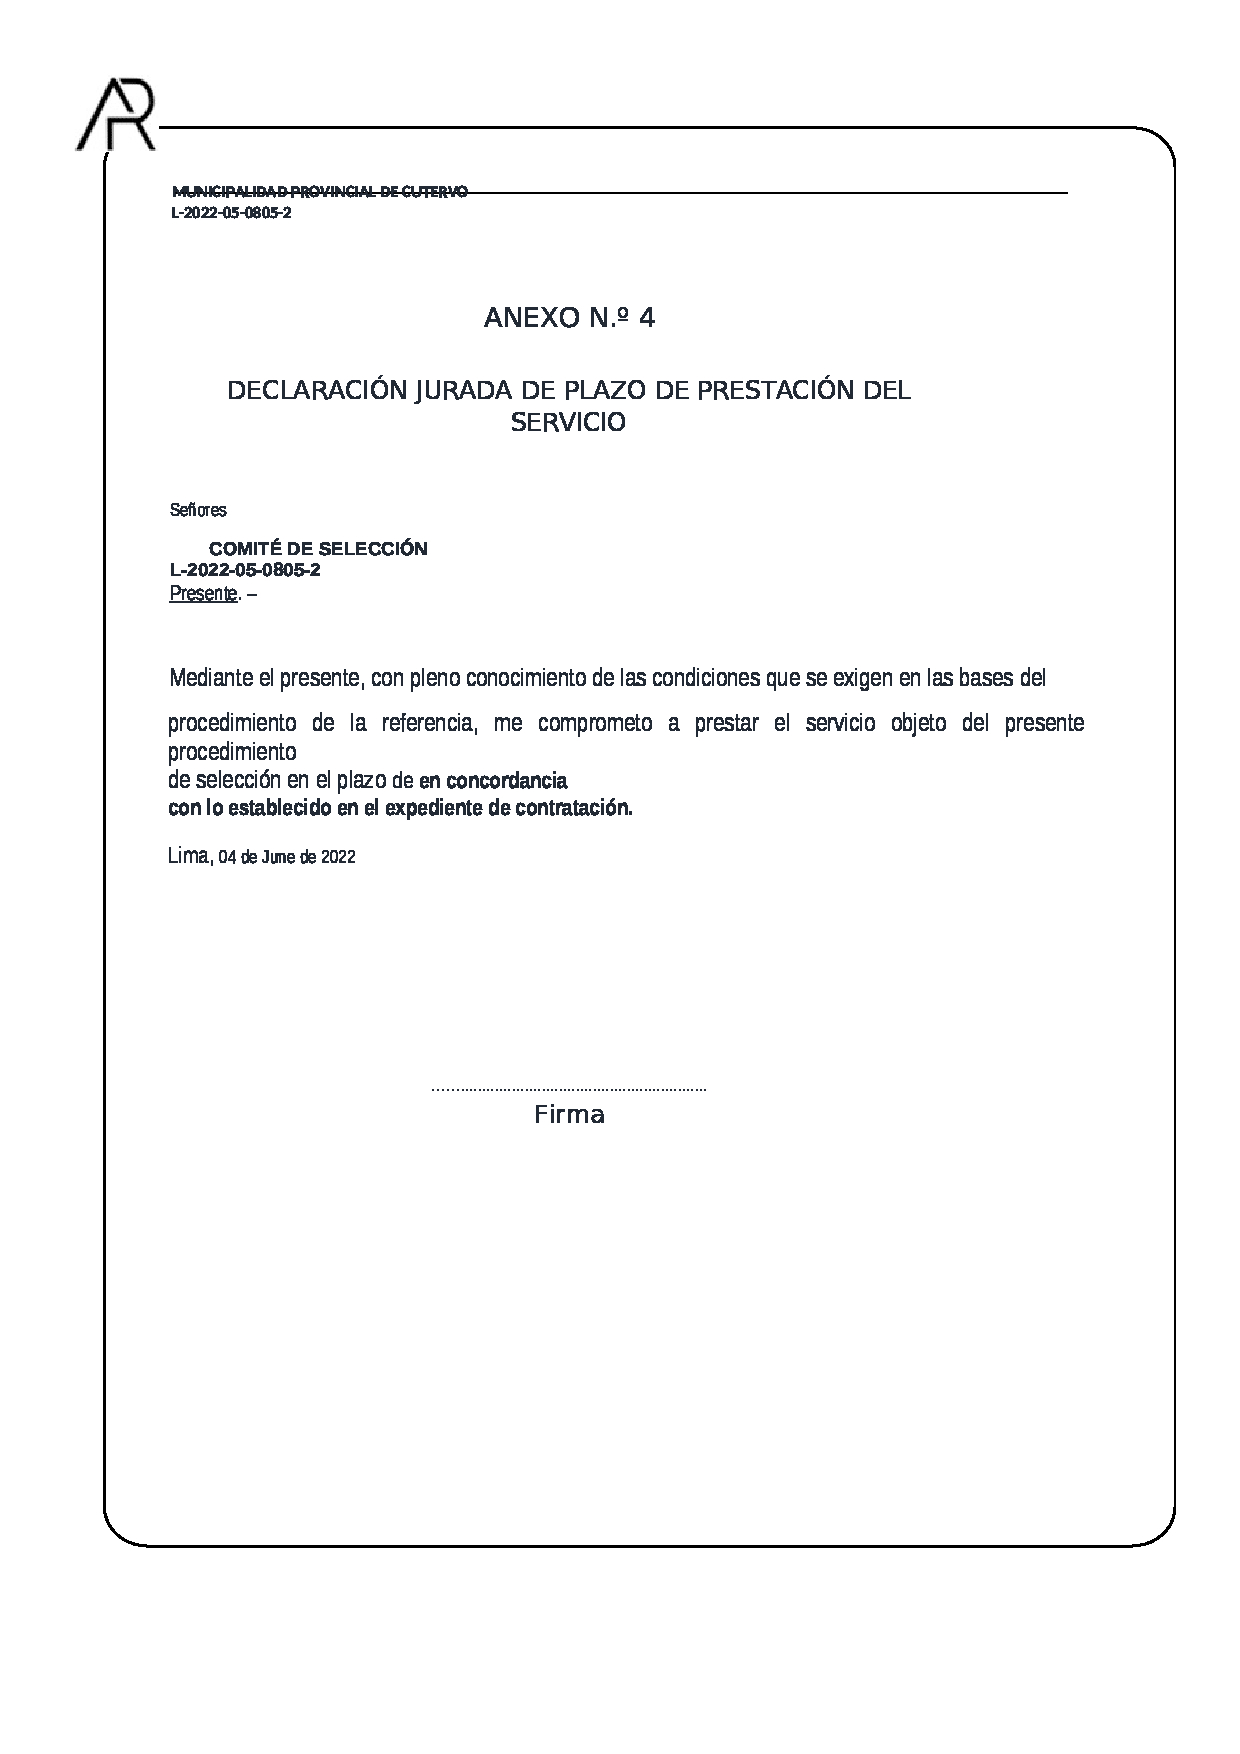 AR
MUNICIPALIDAD PROVINCIAL DE CUTERVO
L-2022-05-0805-2
ANEXO N.º 4
DECLARACIÓN JURADA DE PLAZO DE PRESTACIÓN DEL
SERVICIO
Señores
COMITÉ DE SELECCIÓN
L-2022-05-0805-2
Presente. –
Mediante el presente, con pleno conocimiento de las condiciones que se exigen en las bases del
procedimiento de la referencia, me comprometo a prestar el servicio objeto del presente
procedimiento
de selección en el plazo de en concordancia
con lo establecido en el expediente de contratación.
Lima, 04 de June de 2022
................................................................
Firma